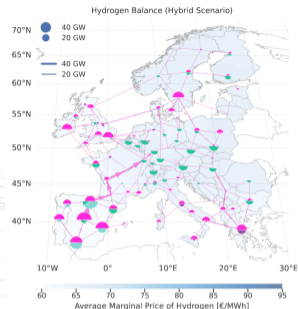 Hydrogen Balance (Hybrid Scenario)
70°N
40 GW
20 GW
65°N
40 GW
20 GW
60°N
55°N
50°N
45°N
40°N
10°W 0° 10°E 20°E 30°E
60 65 70 75 80 85 90 95
Average Marginal Price of Hydrogen [€/MWh]